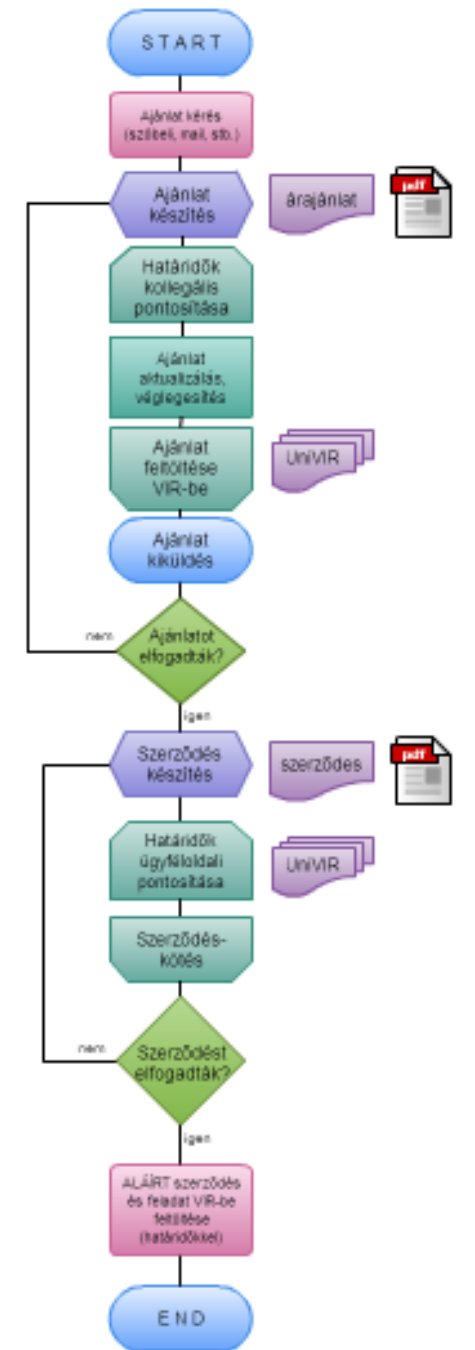 START
Ajánlat kérés
(szóbeli, mail, stb.)
Ajánlat
készítés
árajánlat
pdf
Határidők
kollegális
pontosítása
Ajánlat
aktualizálás,
véglegesítés
Ajánlat
feltöltése
VIR-be
UniVIR
Ajánlat
kiküldés
nem
Ajánlatot
elfogadták?
igen
Szerződés
készítés
szerződes
pdf
Határidők
ügyféloldali
pontosítása
UniVIR
Szerződés-
kötés
nem
Szerződést
elfogadták?
igen
ALÁÍRT szerződés
és feladat VIR-be
feltöltése
(határidőkkel)
END